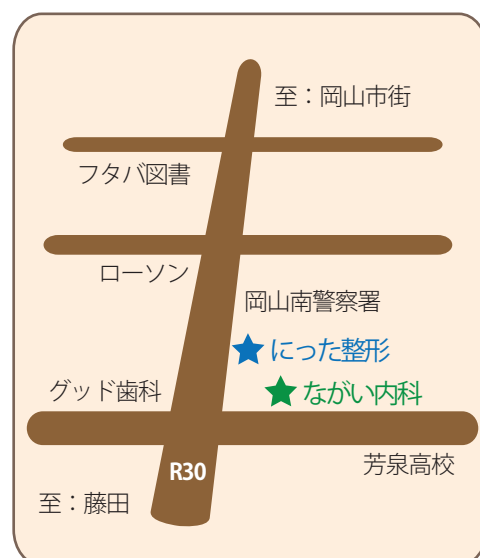 至：岡山市街
フタバ図書
ローソン
岡山南警察署
にった整形
グッド歯科
ながい内科
芳泉高校
R30
至：藤田